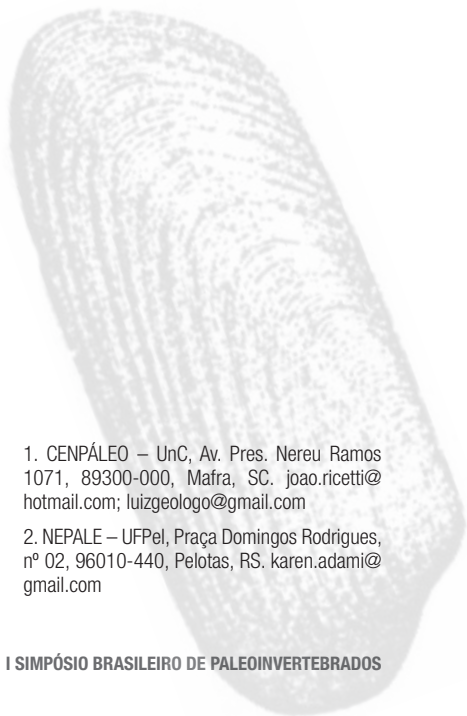 1. CENPÁLEO – UnC, Av. Pres. Nereu Ramos
1071, 89300-000, Mafra, SC. joao.ricetti@
hotmail.com; luizgeologo@gmail.com
2. NEPALE – UFPel, Praça Domingos Rodrigues,
nº 02, 96010-440, Pelotas, RS. karen.adami@
gmail.com
I SIMPÓSIO BRASILEIRO DE PALEOINVERTEBRADOS